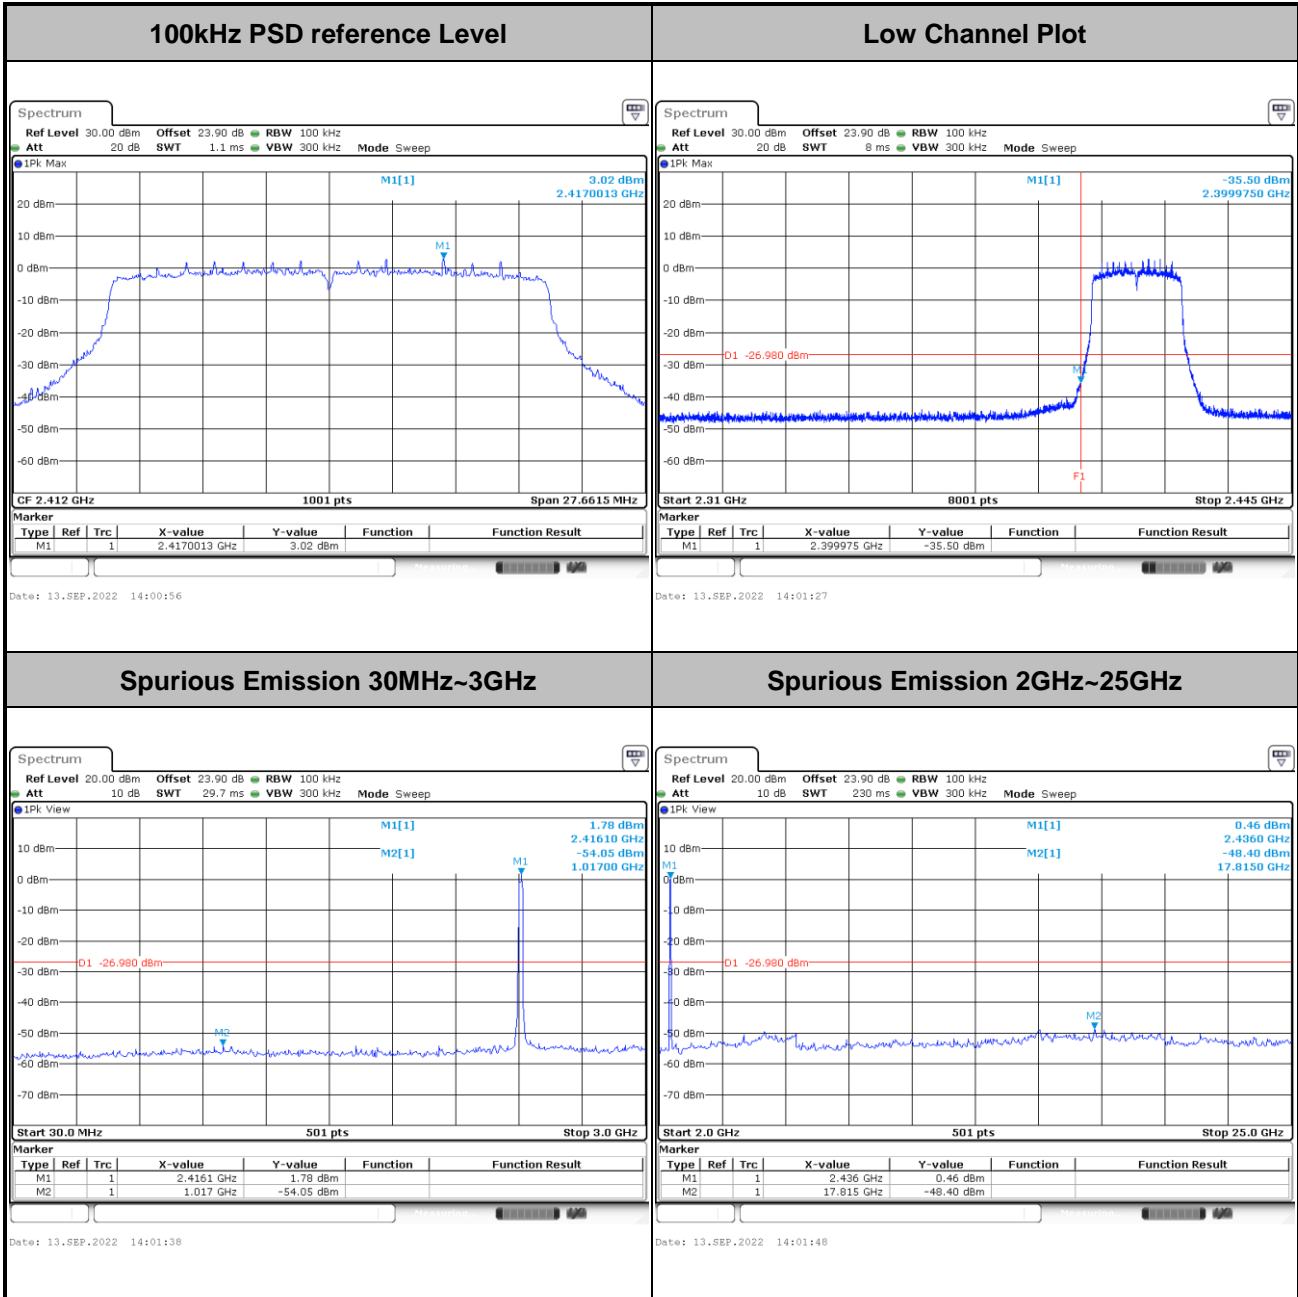 100kHz PSD reference Level
Spectrum
Ref Level 30.00 dBm Offset 23.90 dB RBW 100 kHz
Att 20 dB SWT 1.1 ms VBW 300 kHz Mode Sweep
1Pk Max
M1[1] 3.02 dBm
2.4170013 GHz
M1
20 dBm
10 dBm
0 dBm
-10 dBm
-20 dBm
-30 dBm
-40 dBm
-50 dBm
-60 dBm
CF 2.412 GHz 1001 pts Span 27.6615 MHz
Marker
Type Ref Trc X-value Y-value Function Function Result
M1 1 2.4170013 GHz 3.02 dBm
Measuring
Date: 13.SEP.2022 14:00:56
Low Channel Plot
Spectrum
Ref Level 30.00 dBm Offset 23.90 dB RBW 100 kHz
Att 20 dB SWT 8 ms VBW 300 kHz Mode Sweep
1Pk Max
M1[1] -35.50 dBm
2.3999750 GHz
20 dBm
10 dBm
0 dBm
-10 dBm
-20 dBm
D1 -26.980 dBm
-30 dBm
M1
-40 dBm
-50 dBm
-60 dBm
F1
Start 2.31 GHz 8001 pts Stop 2.445 GHz
Marker
Type Ref Trc X-value Y-value Function Function Result
M1 1 2.399975 GHz -35.50 dBm
Measuring
Date: 13.SEP.2022 14:01:27
Spurious Emission 30MHz~3GHz
Spectrum
Ref Level 20.00 dBm Offset 23.90 dB RBW 100 kHz
Att 10 dB SWT 29.7 ms VBW 300 kHz Mode Sweep
1Pk View
M1[1] 1.78 dBm
2.41610 GHz
M2[1] -54.05 dBm
1.01700 GHz
M1
10 dBm
0 dBm
-10 dBm
-20 dBm
D1 -26.980 dBm
-30 dBm
-40 dBm
-50 dBm
M2
-60 dBm
-70 dBm
Start 30.0 MHz 501 pts Stop 3.0 GHz
Marker
Type Ref Trc X-value Y-value Function Function Result
M1 1 2.4161 GHz 1.78 dBm
M2 1 1.017 GHz -54.05 dBm
Measuring
Date: 13.SEP.2022 14:01:38
Spurious Emission 2GHz~25GHz
Spectrum
Ref Level 20.00 dBm Offset 23.90 dB RBW 100 kHz
Att 10 dB SWT 230 ms VBW 300 kHz Mode Sweep
1Pk View
M1[1] 0.46 dBm
2.4360 GHz
M2[1] -48.40 dBm
17.8150 GHz
10 dBm
M1
0 dBm
-10 dBm
-20 dBm
D1 -26.980 dBm
-30 dBm
-40 dBm
M2
-50 dBm
-60 dBm
-70 dBm
Start 2.0 GHz 501 pts Stop 25.0 GHz
Marker
Type Ref Trc X-value Y-value Function Function Result
M1 1 2.436 GHz 0.46 dBm
M2 1 17.815 GHz -48.40 dBm
Measuring
Date: 13.SEP.2022 14:01:48